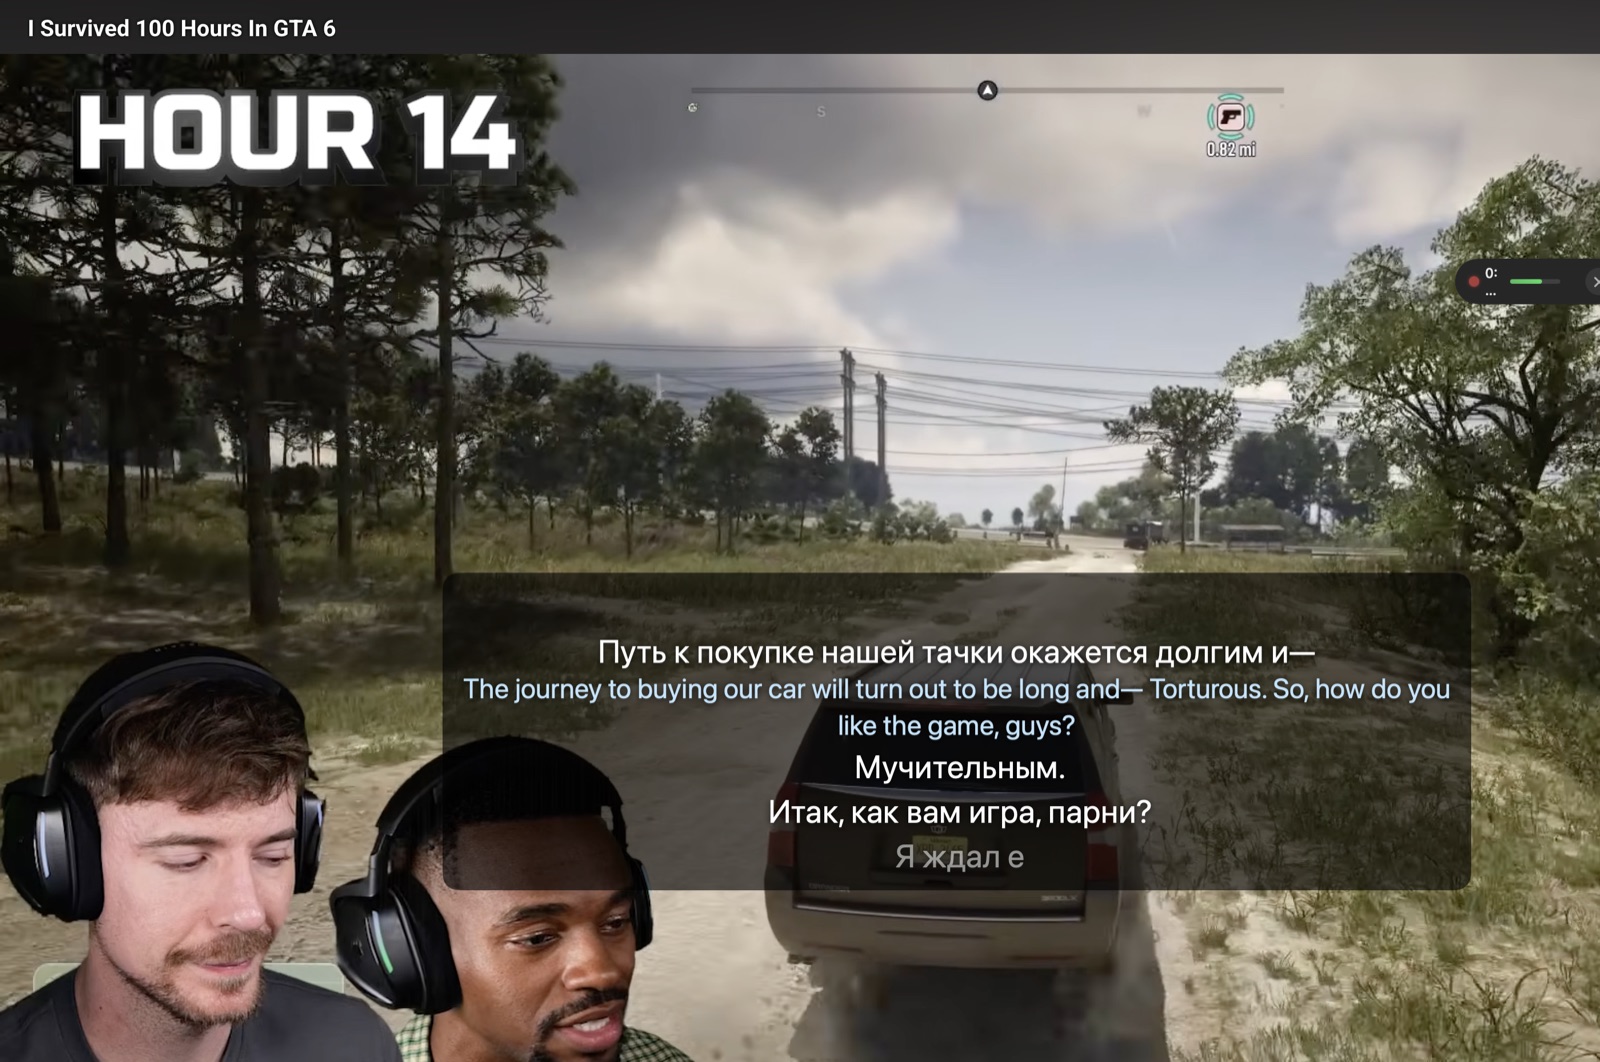 I Survived 100 Hours In GTA 6
HOUR 14
S
W
0.82 mi
0:
...
Путь к покупке нашей тачки окажется долгим и—
The journey to buying our car will turn out to be long and— Torturous. So, how do you
like the game, guys?
Мучительным.
Итак, как вам игра, парни?
Я ждал е